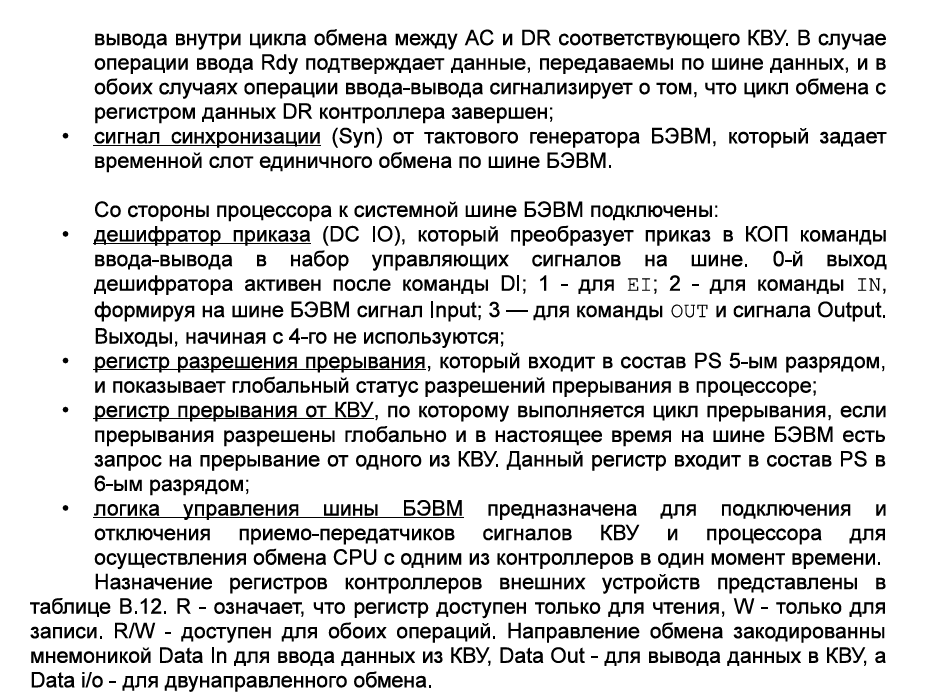 вывода внутри цикла обмена между AC и DR соответствующего КВУ. В случае
операции ввода Rdy подтверждает данные, передаваемы по шине данных, и в
обоих случаях операции ввода-вывода сигнализирует о том, что цикл обмена с
регистром данных DR контроллера завершен;
• сигнал синхронизации (Syn) от тактового генератора БЭВМ, который задает
временной слот единичного обмена по шине БЭВМ.
Со стороны процессора к системной шине БЭВМ подключены:
• дешифратор приказа (DC IO), который преобразует приказ в КОП команды
ввода-вывода в набор управляющих сигналов на шине. 0-й выход
дешифратора активен после команды DI; 1 - для EI; 2 - для команды IN,
формируя на шине БЭВМ сигнал Input; 3 — для команды OUT и сигнала Output.
Выходы, начиная с 4-го не используются;
• регистр разрешения прерывания, который входит в состав PS 5-ым разрядом,
и показывает глобальный статус разрешений прерывания в процессоре;
• регистр прерывания от КВУ, по которому выполняется цикл прерывания, если
прерывания разрешены глобально и в настоящее время на шине БЭВМ есть
запрос на прерывание от одного из КВУ. Данный регистр входит в состав PS в
6-ым разрядом;
• логика управления шины БЭВМ предназначена для подключения и
отключения приемо-передатчиков сигналов КВУ и процессора для
осуществления обмена CPU с одним из контроллеров в один момент времени.
Назначение регистров контроллеров внешних устройств представлены в
таблице В.12. R - означает, что регистр доступен только для чтения, W - только для
записи. R/W - доступен для обоих операций. Направление обмена закодированны
мнемоникой Data In для ввода данных из КВУ, Data Out - для вывода данных в КВУ, а
Data i/o - для двунаправленного обмена.